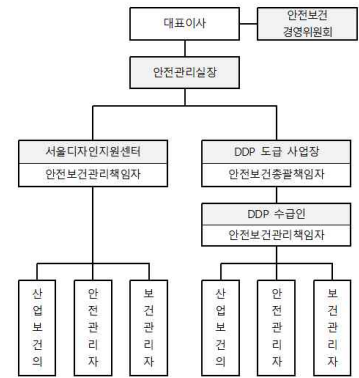 대표이사
안전보건
경영위원회
안전관리실장
서울디자인지원센터
안전보건관리책임자
DDP 도급 사업장
안전보건총괄책임자
DDP 수급인
안전보건관리책임자
산업보건의
안전관리자
보건관리자
산업보건의
안전관리자
보건관리자